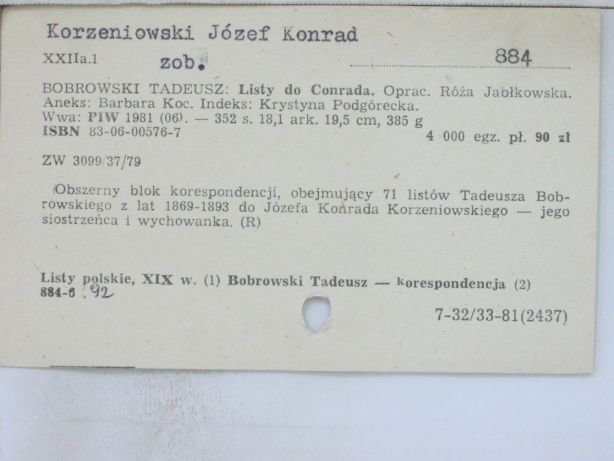 Korzeniowski Józef Konrad
XXIIa.1 zob. 884
BOBROWSKI TADEUSZ: Listy do Conrada. Oprac. Róża Jabłkowska.
Aneks: Barbara Koc. Indeks: Krystyna Podgórecka.
Wwa: PIW 1981 (06). — 352 s. 18,1 ark. 19,5 cm, 385 g
ISBN 83-06-00576-7 4 000 egz. pł. 90 zł
ZW 3099/37/79
Obszerny blok korespondencji, obejmujący 71 listów Tadeusza Bob-
rowskiego z lat 1869-1893 do Józefa Konrada Korzeniowskiego — jego
siostrzeńca i wychowanka. (R)
Listy polskie, XIX w. (1) Bobrowski Tadeusz — korespondencja (2)
884-6 :92
7-32/33-81(2437)